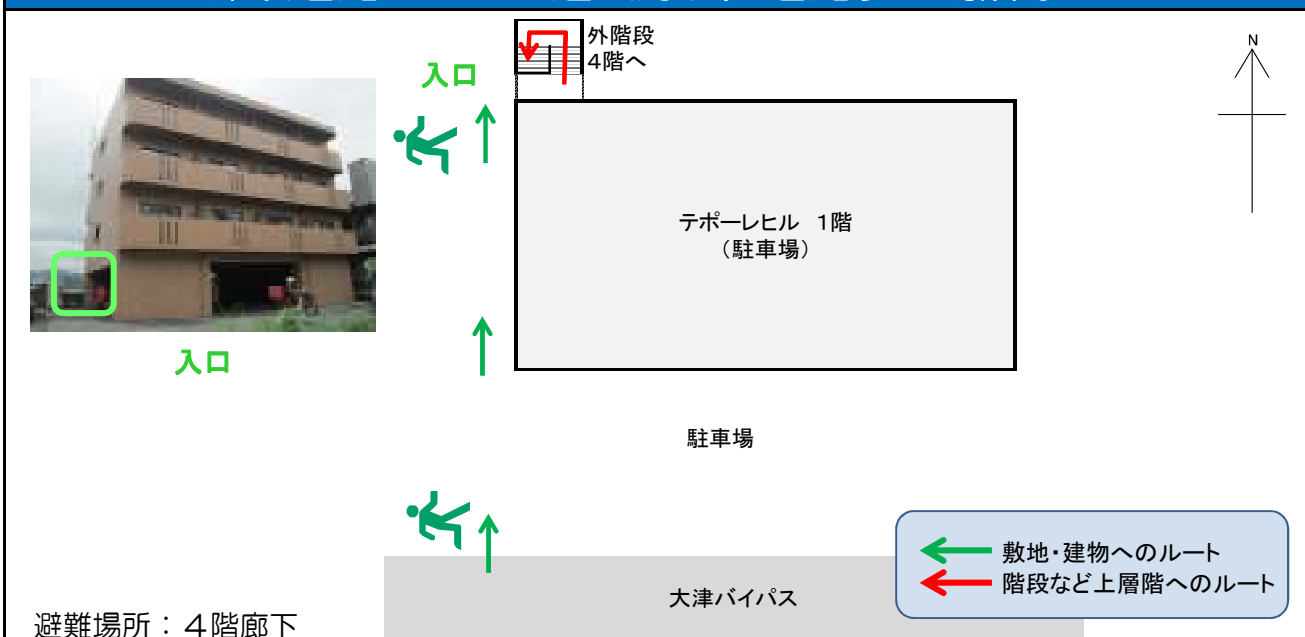 外階段
4階へ
入口
N
テポーレヒル 1階
(駐車場)
入口
駐車場
敷地・建物へのルート
階段など上層階へのルート
大津バイパス
避難場所：４階廊下